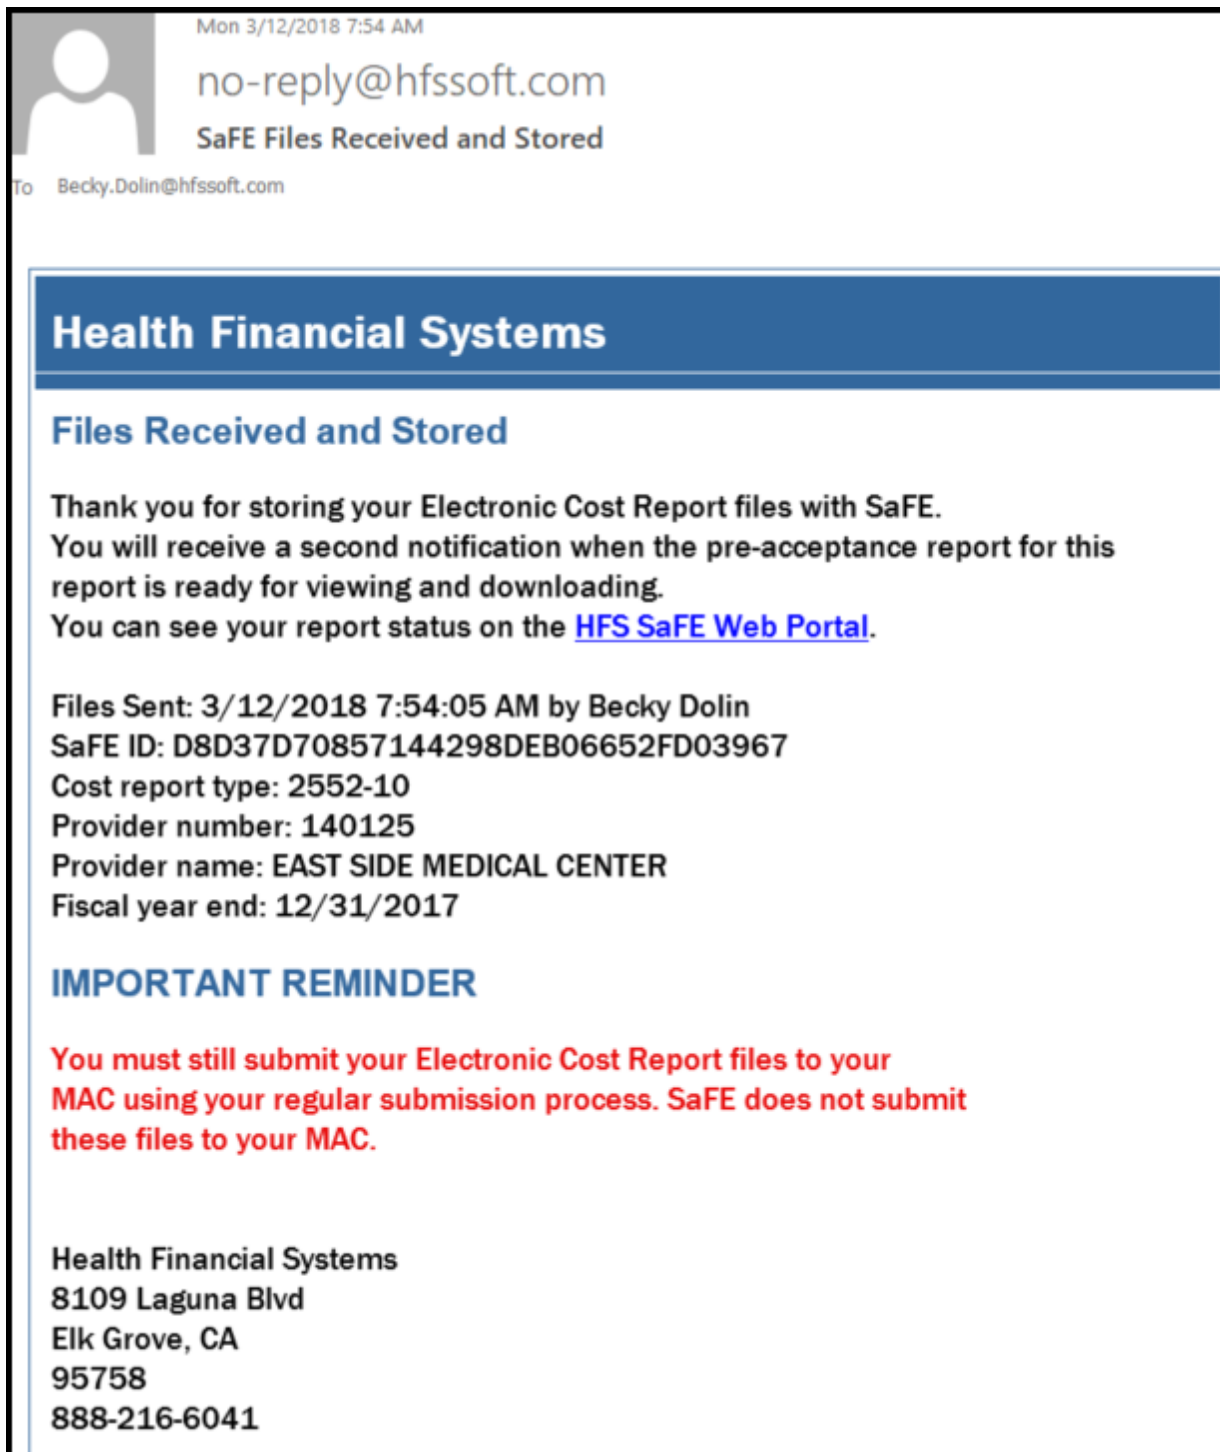 Mon 3/12/2018 7:54 AM
no-reply@hfssoft.com
SaFE Files Received and Stored
To Becky.Dolin@hfssoft.com
Health Financial Systems
Files Received and Stored
Thank you for storing your Electronic Cost Report files with SaFE.
You will receive a second notification when the pre-acceptance report for this
report is ready for viewing and downloading.
You can see your report status on the HFS SaFE Web Portal.
Files Sent: 3/12/2018 7:54:05 AM by Becky Dolin
SaFE ID: D8D37D70857144298DEB06652FD03967
Cost report type: 2552-10
Provider number: 140125
Provider name: EAST SIDE MEDICAL CENTER
Fiscal year end: 12/31/2017
IMPORTANT REMINDER
You must still submit your Electronic Cost Report files to your
MAC using your regular submission process. SaFE does not submit
these files to your MAC.
Health Financial Systems
8109 Laguna Blvd
Elk Grove, CA
95758
888-216-6041